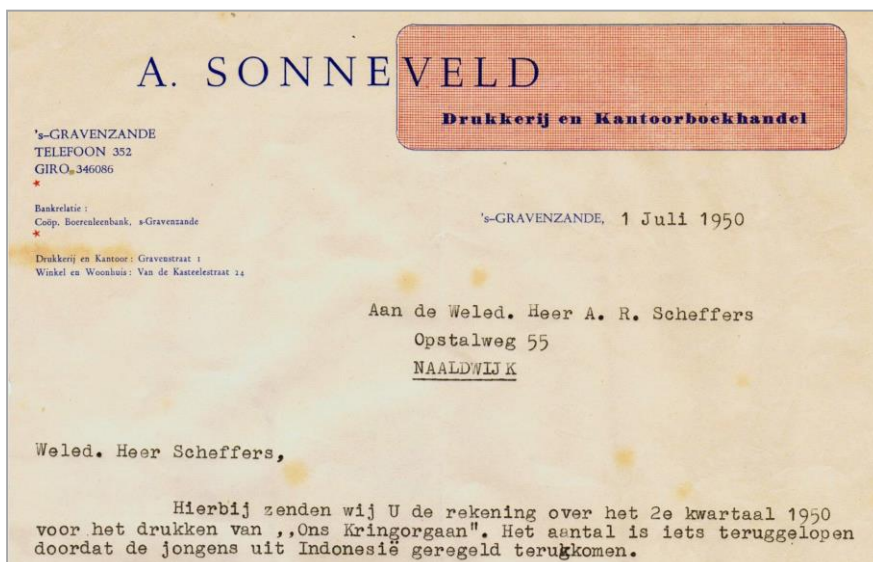 A. SONNEVELD
Drukkerij en Kantoorboekhandel
's-GRAVENZANDE
TELEFOON 352
GIRO 346086
Bankrelatie :
Coöp. Boerenleenbank, s-Gravenzande
Drukkerij en Kantoor : Gravenstraat 1
Winkel en Woonhuis : Van de Kasteelestraat 24
's-GRAVENZANDE, 1 Juli 1950
Aan de Weled. Heer A. R. Scheffers
Opstalweg 55
NAALDWIJK
Weled. Heer Scheffers,
Hierbij zenden wij U de rekening over het 2e kwartaal 1950
voor het drukken van ,,Ons Kringorgaan". Het aantal is iets teruggelopen
doordat de jongens uit Indonesië geregeld terugkomen.